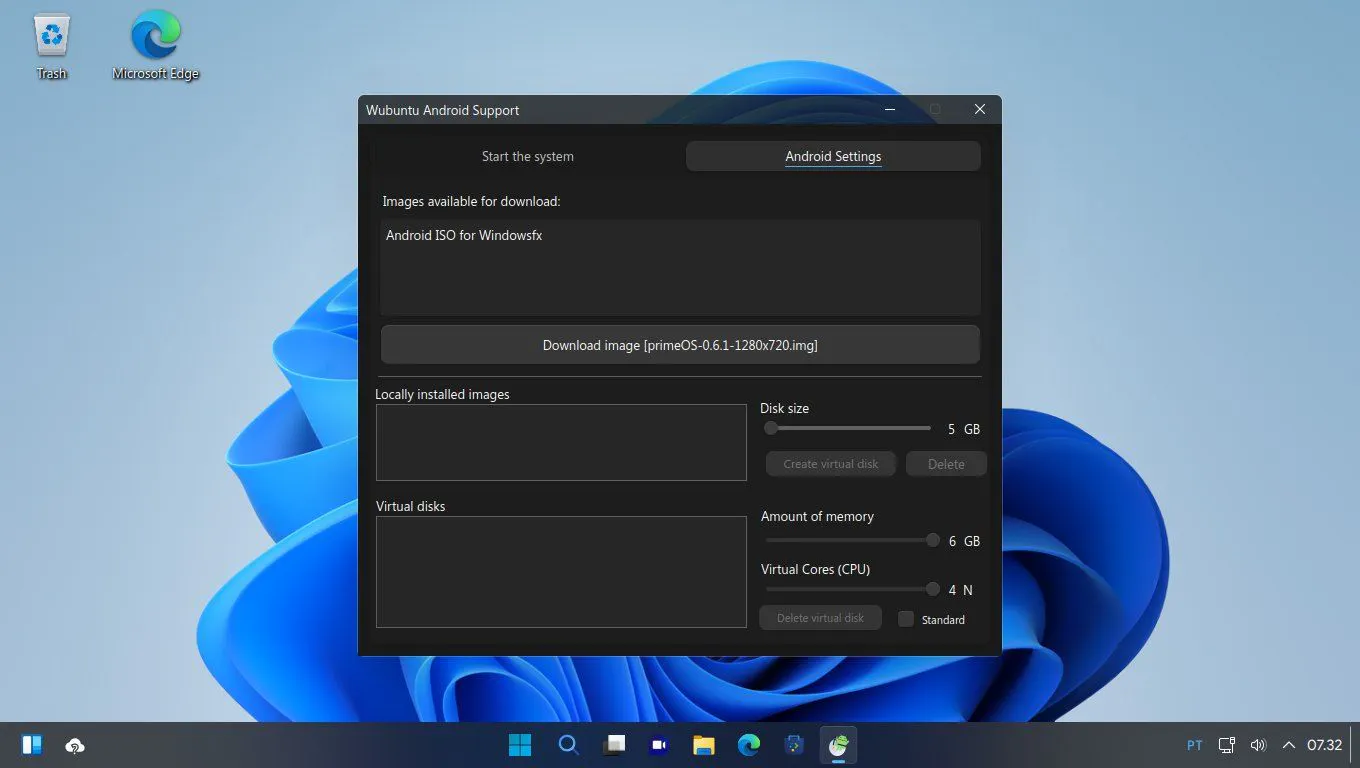 Trash
Microsoft Edge
Wubuntu Android Support
Start the system
Android Settings
Images available for download:
Android ISO for Windowsfx
Download image [primeOS-0.6.1-1280x720.img]
Locally installed images
Disk size
5 GB
Create virtual disk
Delete
Virtual disks
Amount of memory
6 GB
Virtual Cores (CPU)
4 N
Delete virtual disk
Standard
PT
07.32